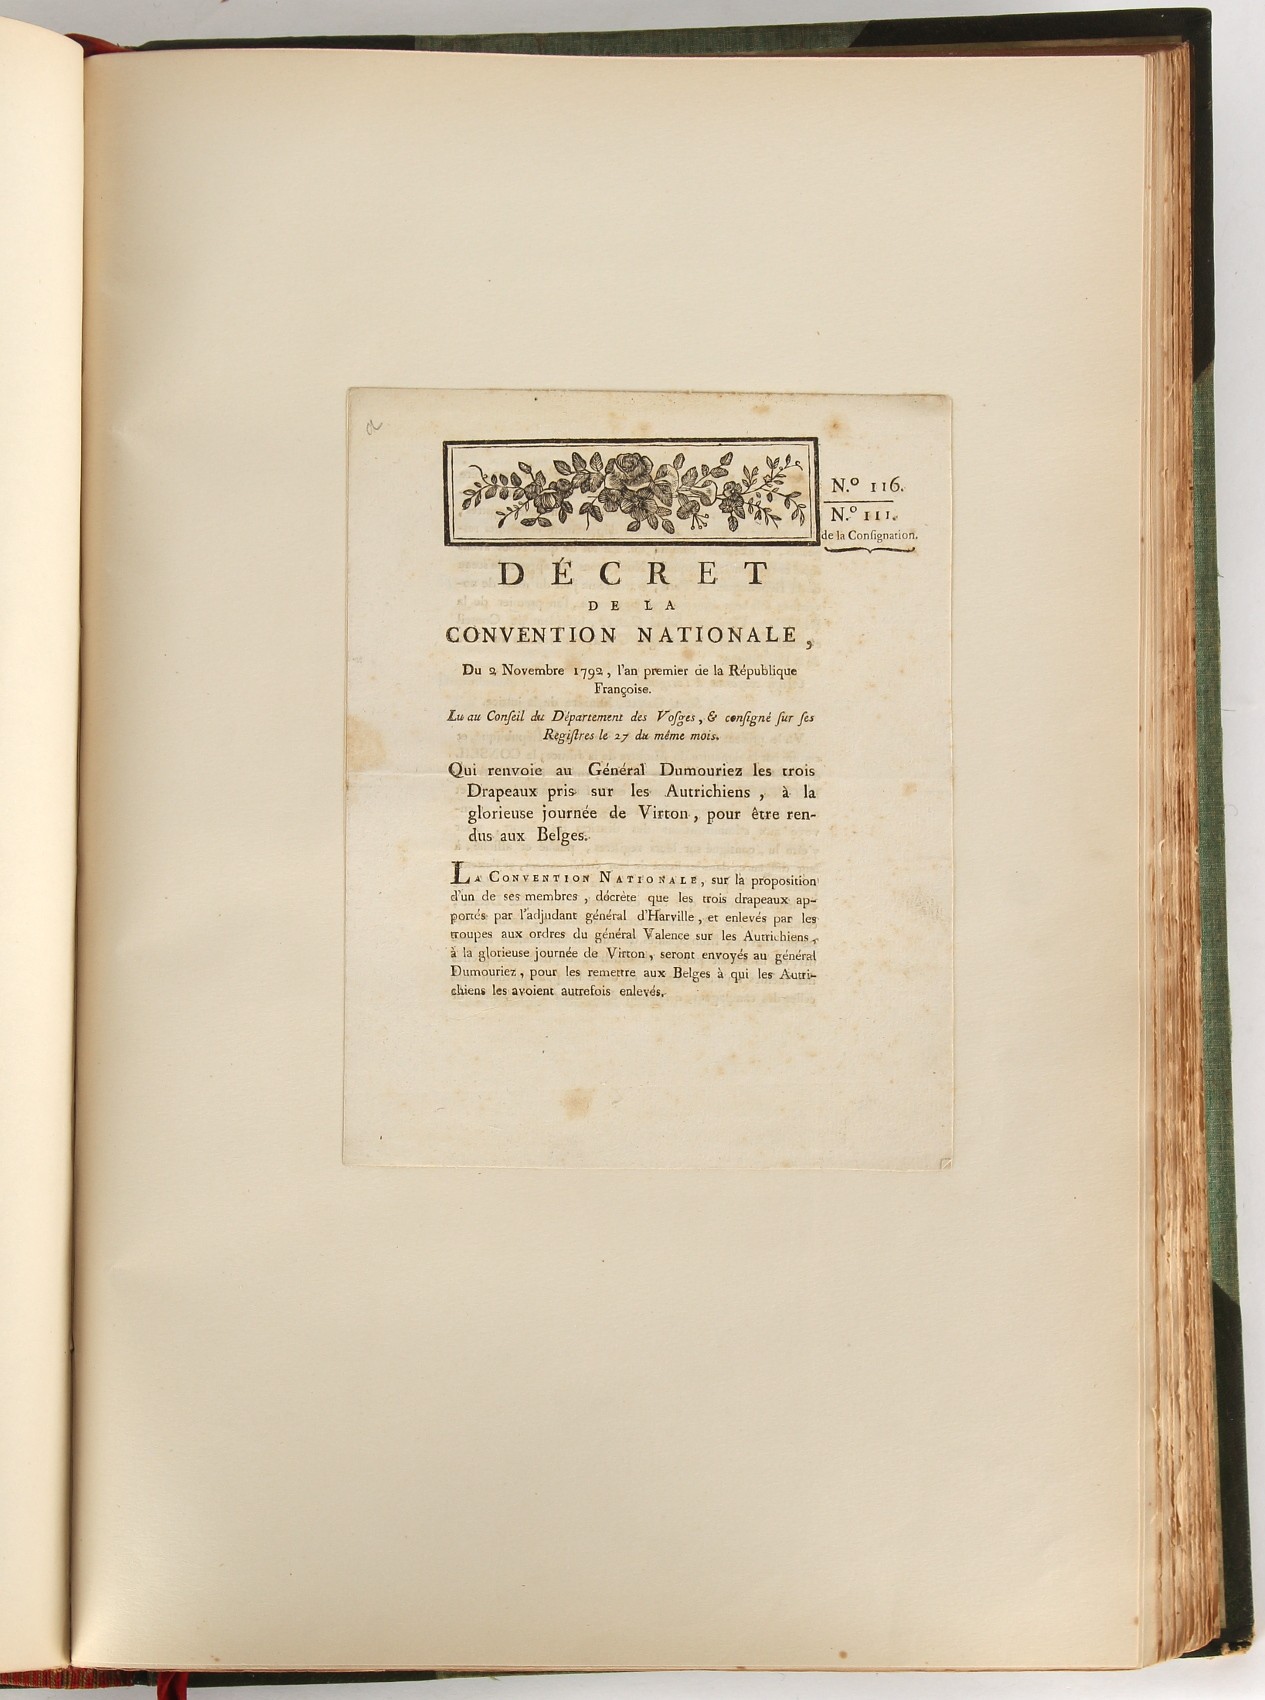 N.º 116.
N.º 111.
de la Conſignation.
DÉCRET
DE LA
CONVENTION NATIONALE,
Du 2 Novembre 1792, l'an premier de la République
Françoise.
Lu au Conſeil du Département des Voſges, & conſigné ſur ſes
Regiſtres le 27 du même mois.
Qui renvoie au Général Dumouriez les trois
Drapeaux pris sur les Autrichiens, à la
glorieuse journée de Virton, pour être ren-
dus aux Belges.
LA CONVENTION NATIONALE, sur la proposition
d'un de ses membres, décrète que les trois drapeaux ap-
portés par l'adjudant général d'Harville, et enlevés par les
troupes aux ordres du général Valence sur les Autrichiens,
à la glorieuse journée de Virton, seront envoyés au général
Dumouriez, pour les remettre aux Belges à qui les Autri-
chiens les avoient autrefois enlevés.